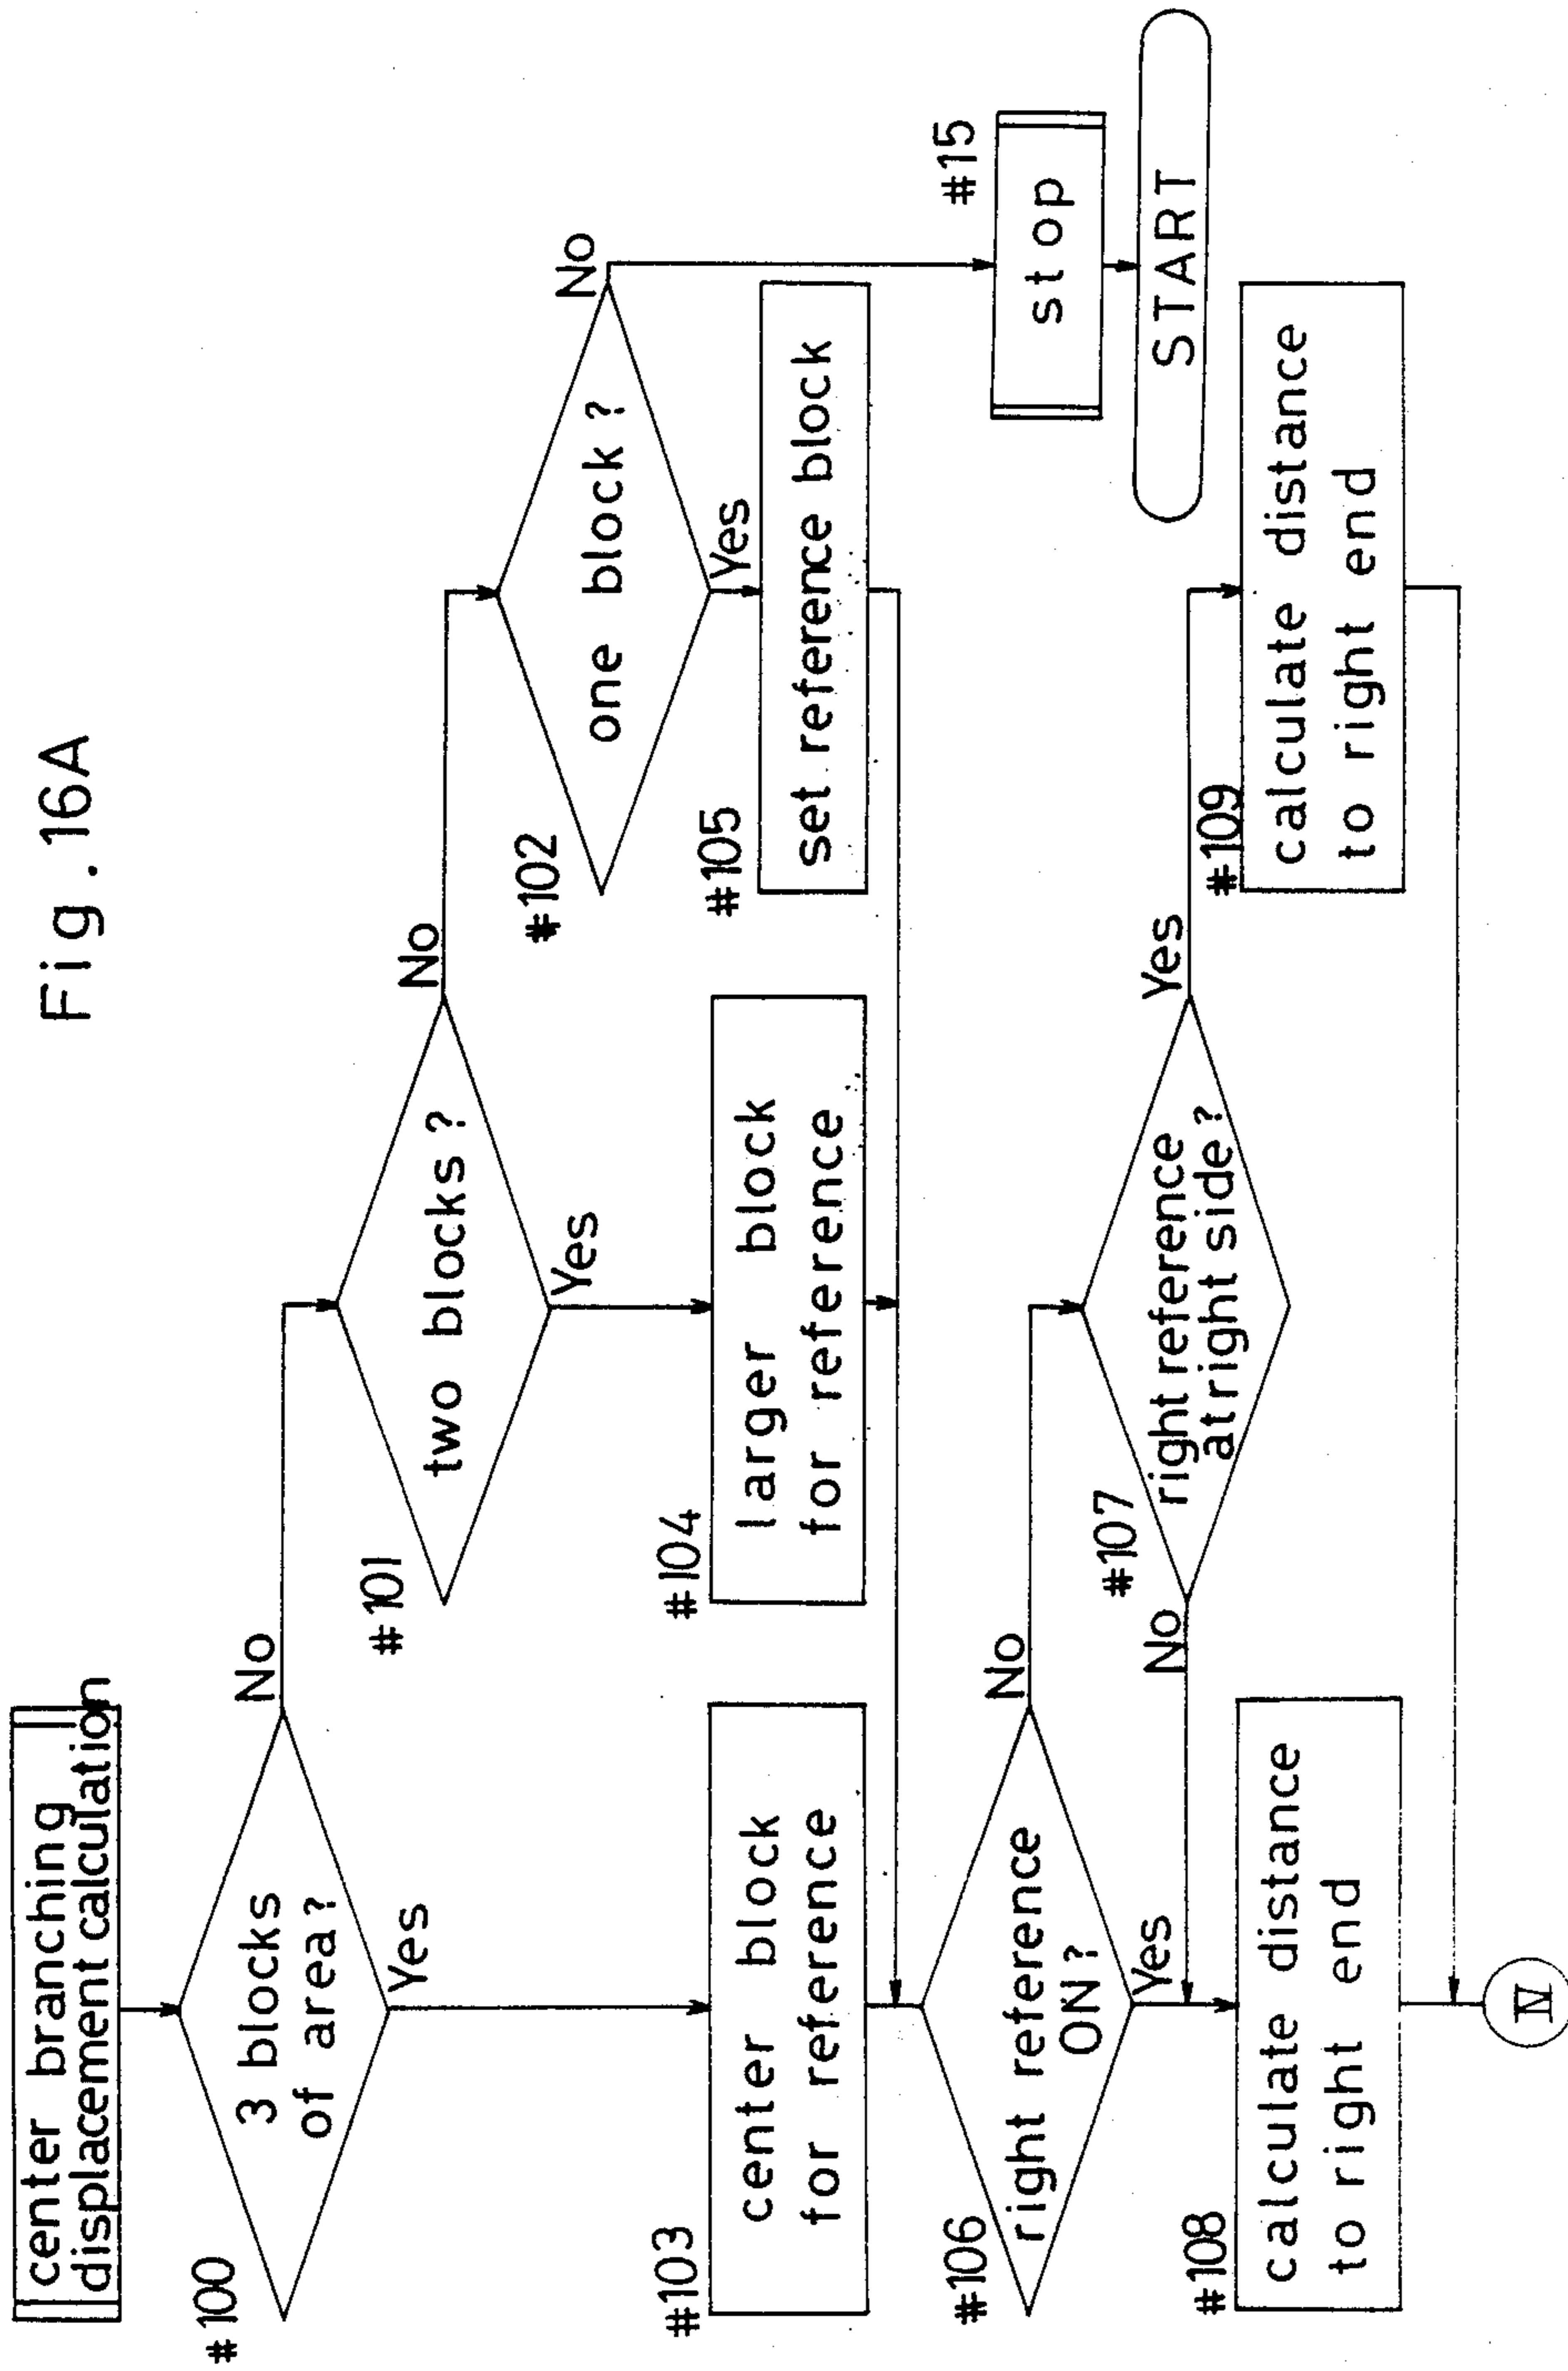 Fig.16A
center branching
displacement calculation
#100
3 blocks
of area?
No
Yes
#101
two blocks?
No
Yes
#102
one block?
No
Yes
#103
center block
for reference
#104
larger block
for reference
#105
set reference block
#15
stop
START
#106
right reference
ON?
No
Yes
#107
right reference
at right side?
No
Yes
#108
calculate distance
to right end
#109
calculate distance
to right end
IV